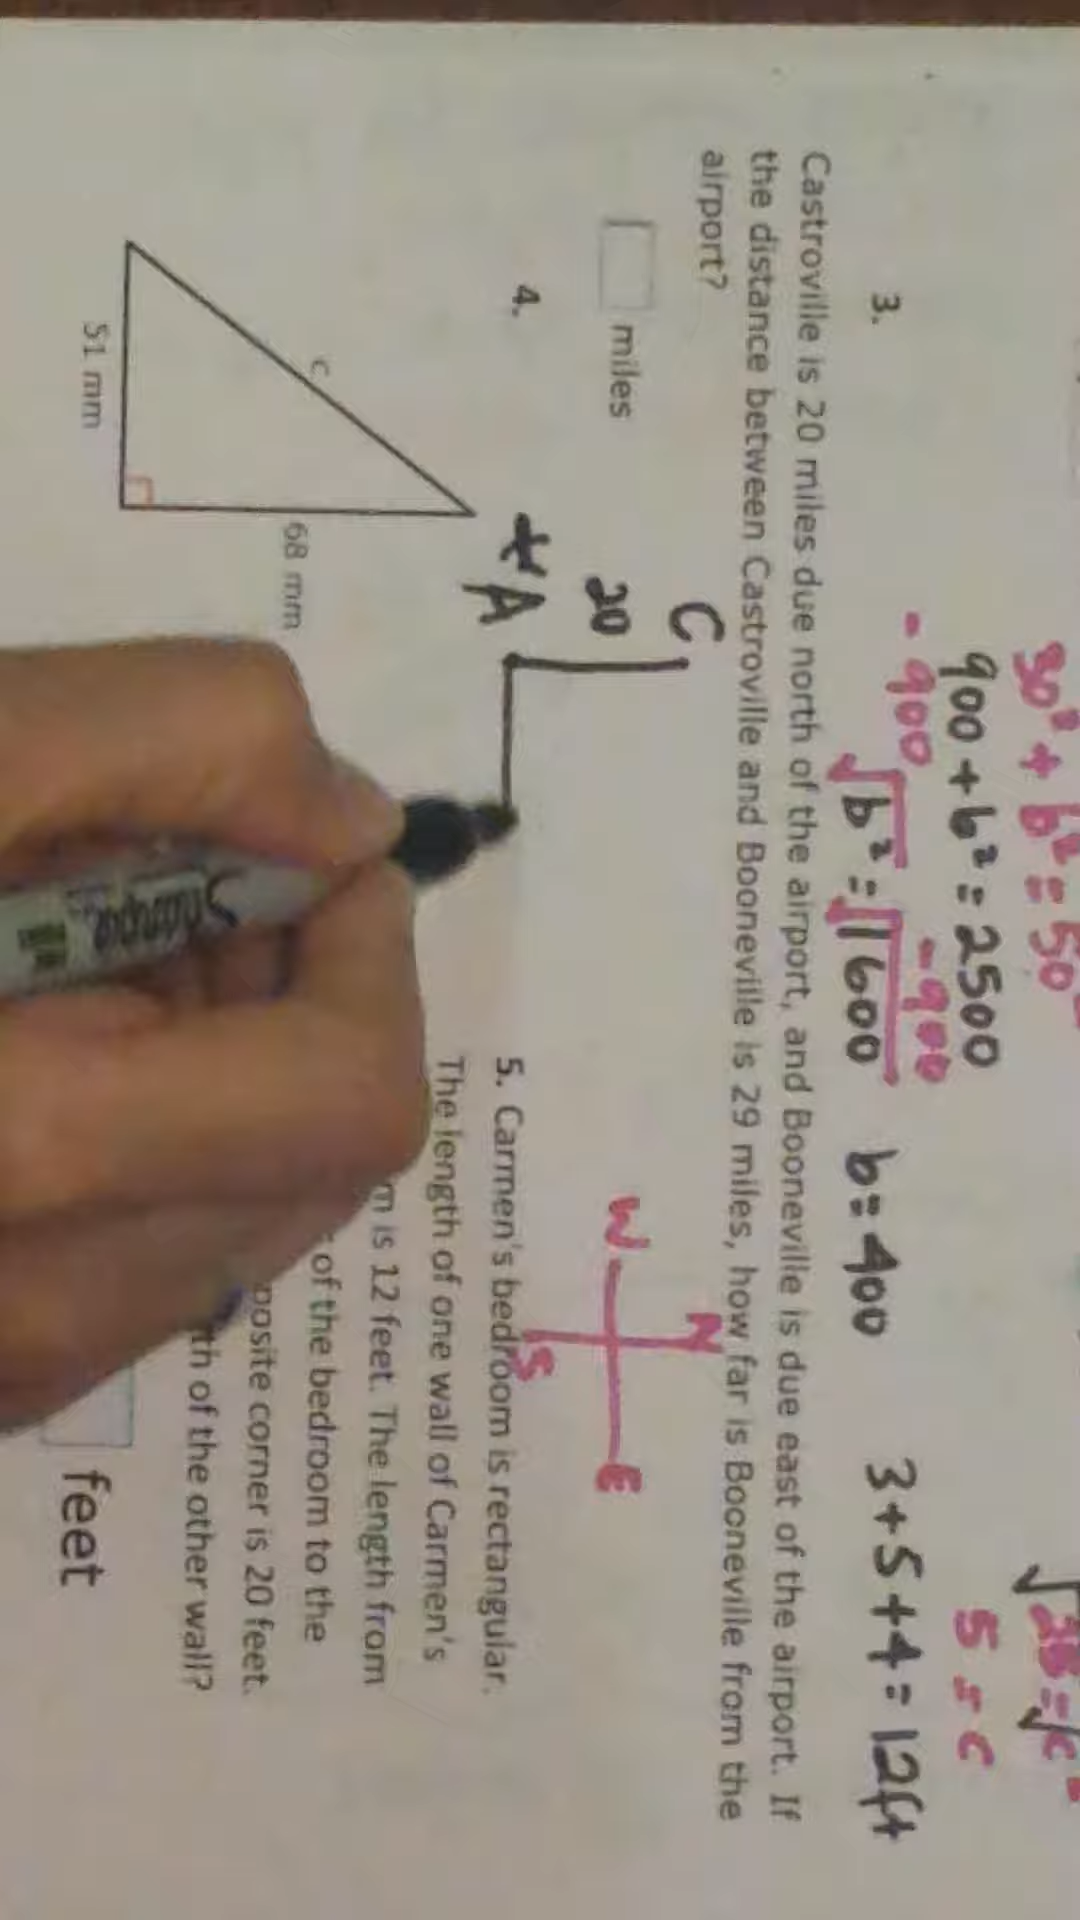 30² + b² = 50²
900 + b² = 2500
- 900 -900
√b² = √1600 b = 400
5 = c
3 + 5 + 4 = 12ft
3.
Castroville is 20 miles due north of the airport, and Booneville is due east of the airport. If
the distance between Castroville and Booneville is 29 miles, how far is Booneville from the
airport?
miles
C
20
A
N
W
E
S
4.
c
68 mm
51 mm
5. Carmen's bedroom is rectangular.
The length of one wall of Carmen's
is 12 feet. The length from
of the bedroom to the
corner is 20 feet.
of the other wall?
feet
Sharpie